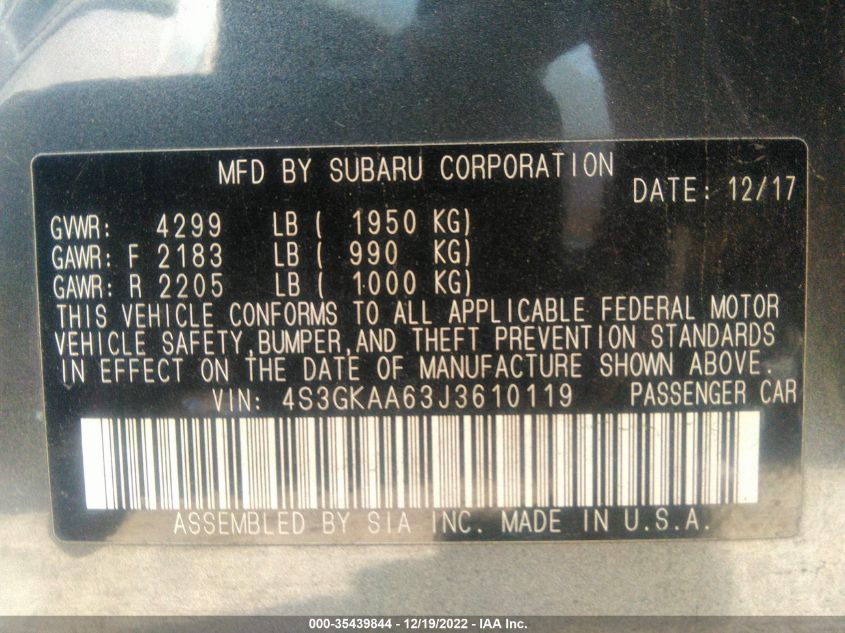 MFD BY SUBARU CORPORATION
DATE: 12/17
GVWR: 4299 LB ( 1950 KG)
GAWR: F 2183 LB ( 990 KG)
GAWR: R 2205 LB ( 1000 KG)
THIS VEHICLE CONFORMS TO ALL APPLICABLE FEDERAL MOTOR
VEHICLE SAFETY,BUMPER,AND THEFT PREVENTION STANDARDS
IN EFFECT ON THE DATE OF MANUFACTURE SHOWN ABOVE.
VIN: 4S3GKAA63J3610119 PASSENGER CAR
ASSEMBLED BY SIA INC. MADE IN U.S.A.
000-35439844 - 12/19/2022 - IAA Inc.